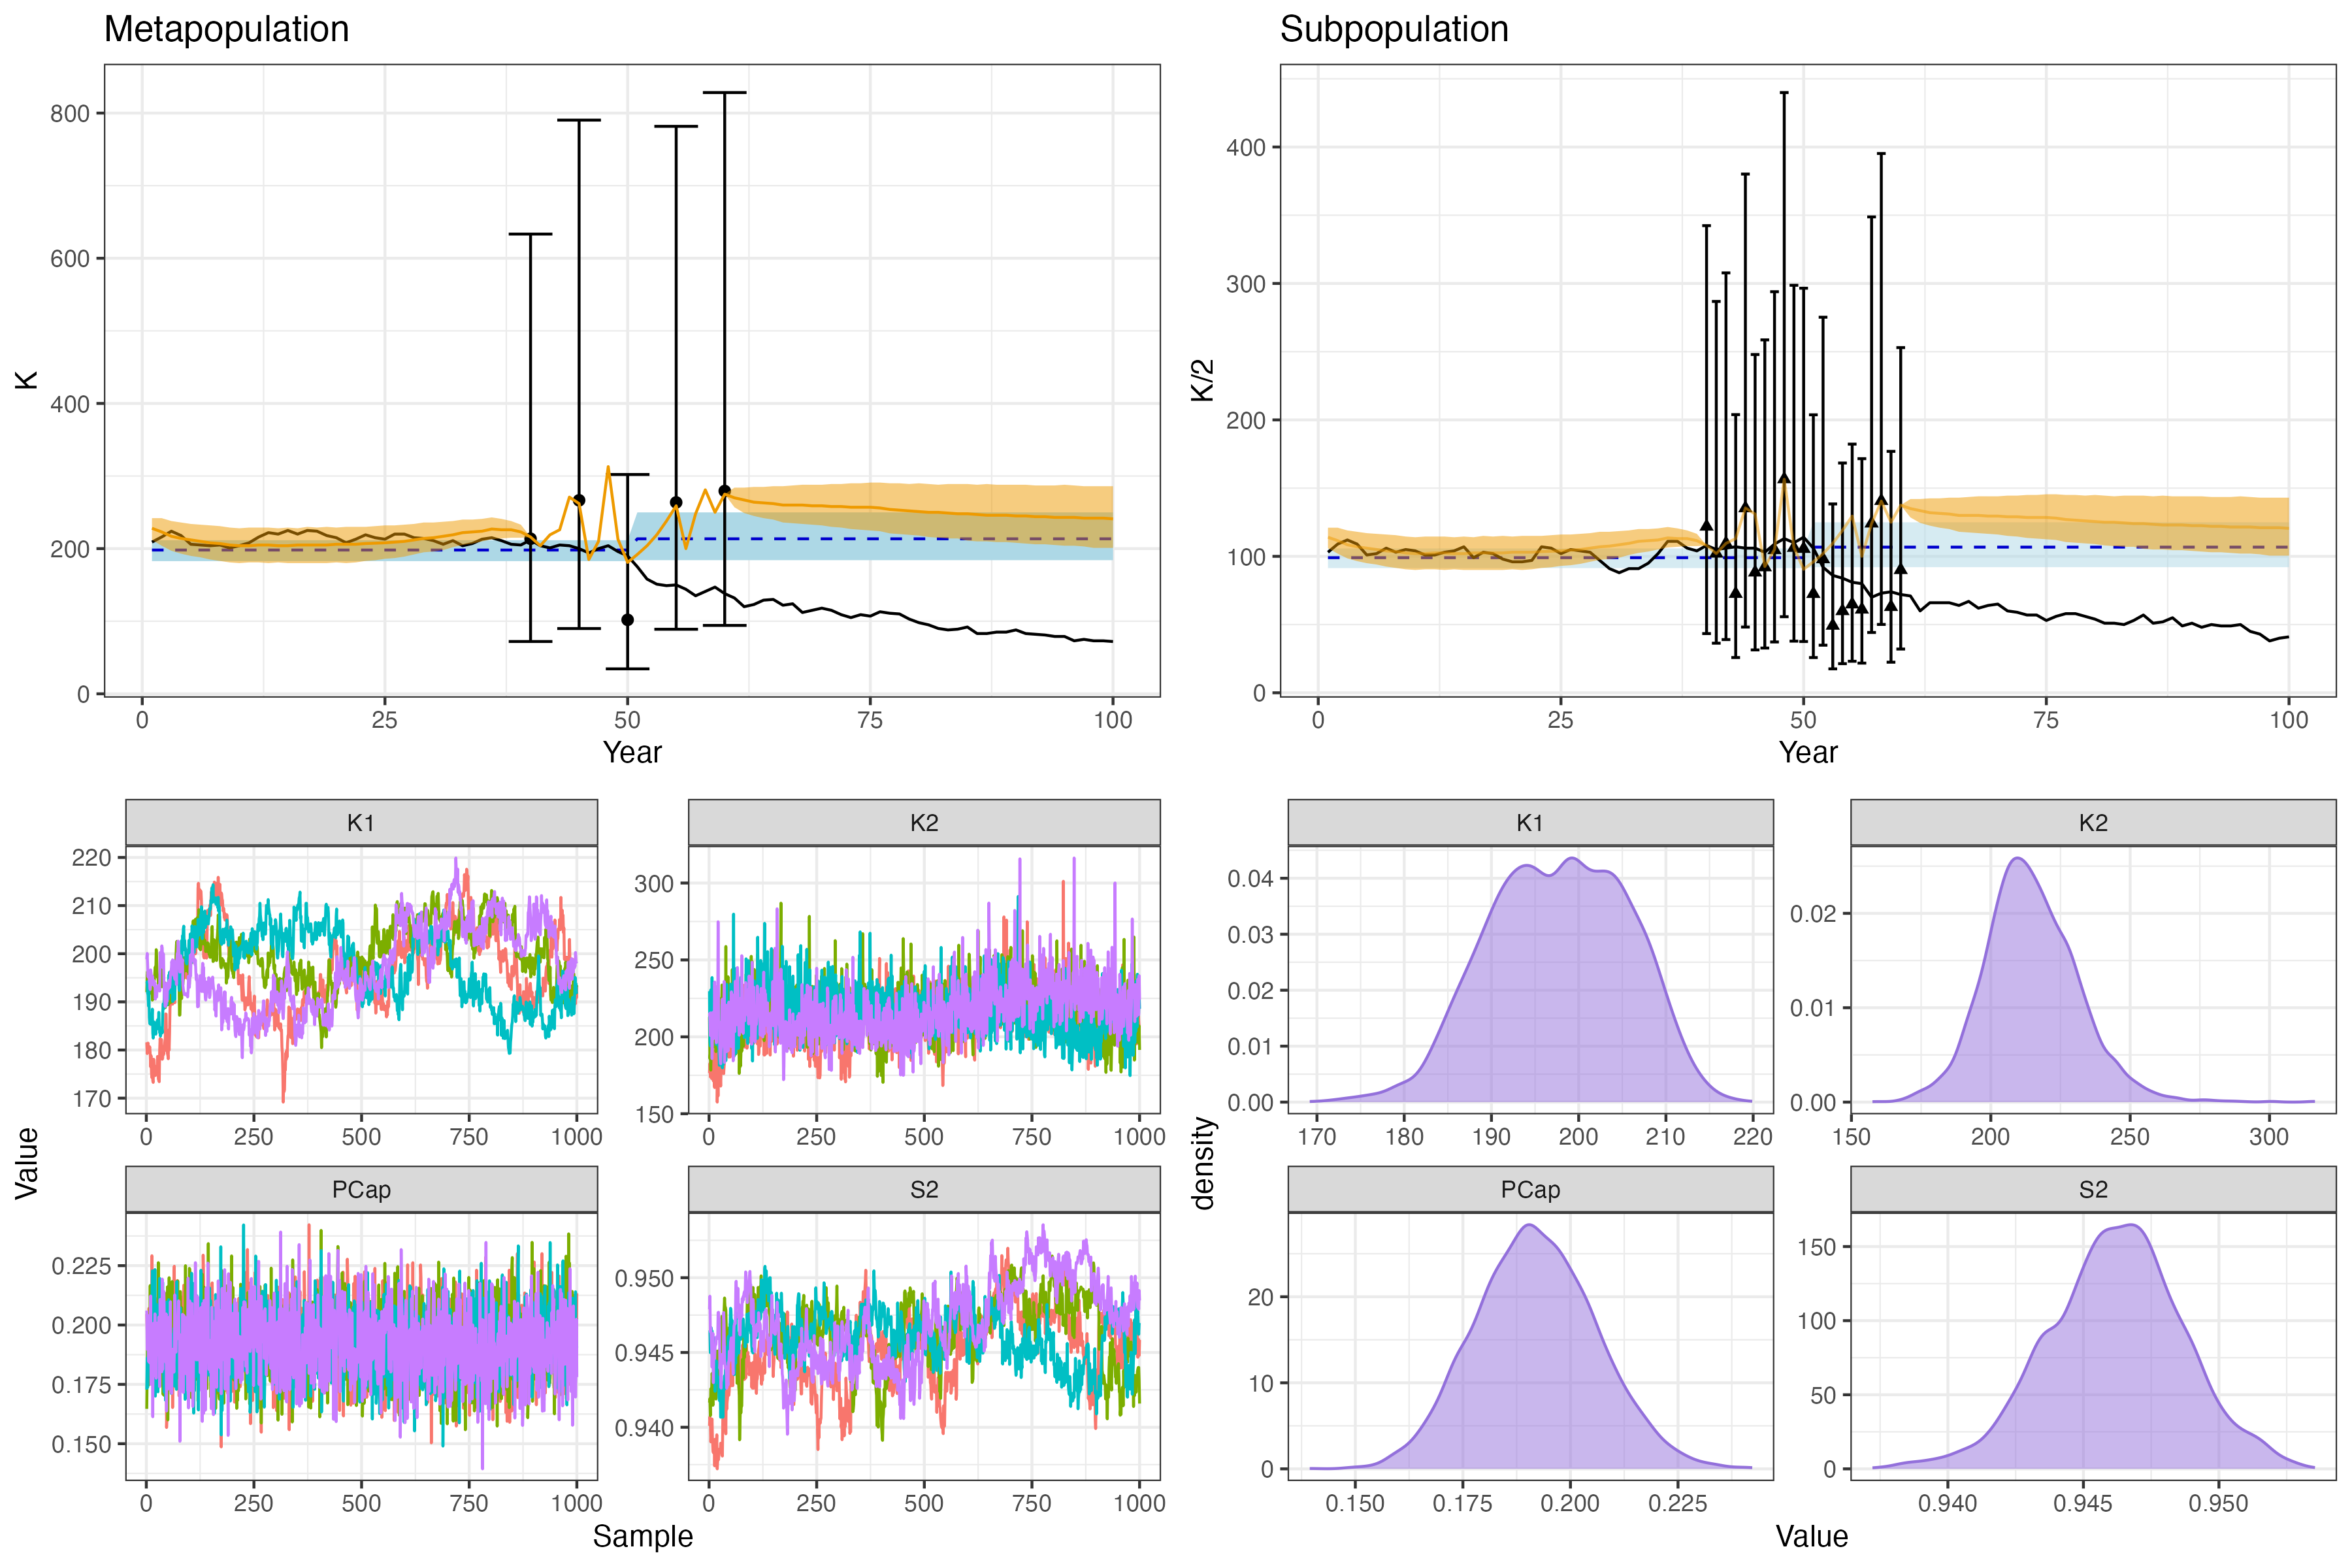 Metapopulation
Subpopulation
800
600
400
200
0
K
0 25 50 75 100
Year
400
300
200
100
0
K/2
0 25 50 75 100
Year
K1
K2
220
210
200
190
180
170
0 250 500 750 1000
300
250
200
150
0 250 500 750 1000
PCap
S2
0.225
0.200
0.175
0.150
0 250 500 750 1000
0.950
0.945
0.940
0 250 500 750 1000
Value
Sample
K1
K2
0.04
0.03
0.02
0.01
0.00
170 180 190 200 210 220
0.02
0.01
0.00
150 200 250 300
PCap
S2
20
10
0
0.150 0.175 0.200 0.225
150
100
50
0
0.940 0.945 0.950
density
Value